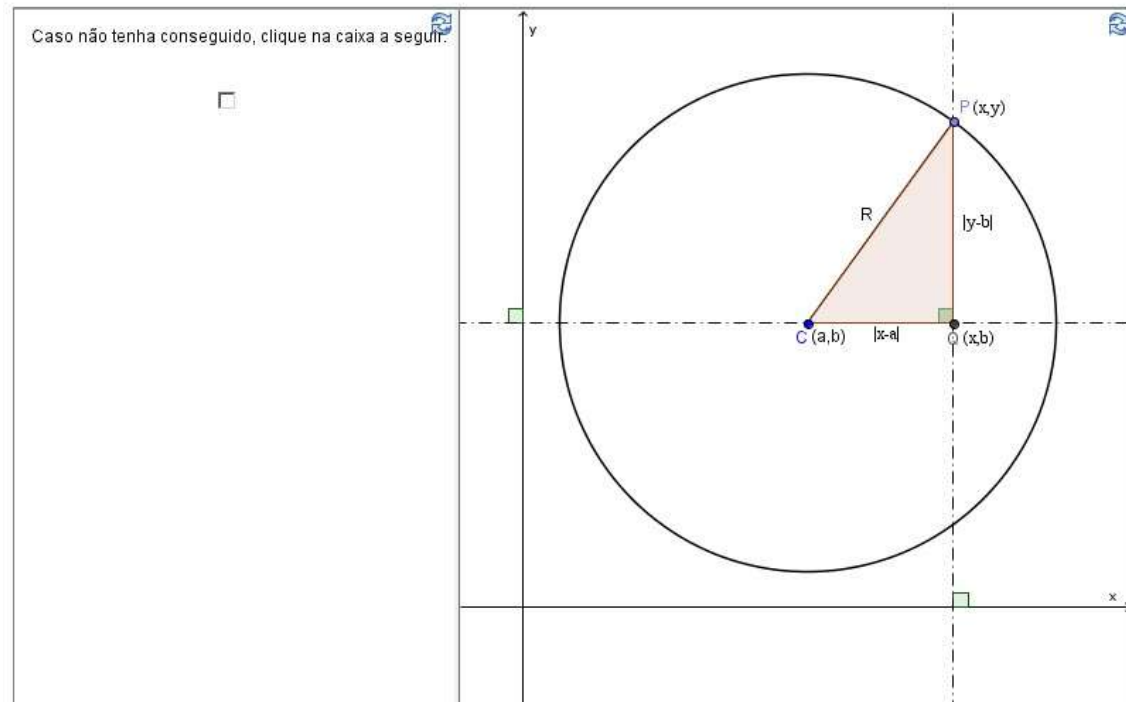 Caso não tenha conseguido, clique na caixa a seguir.
y
P (x,y)
R
|y-b|
C (a,b)
|x-a|
Q (x,b)
x